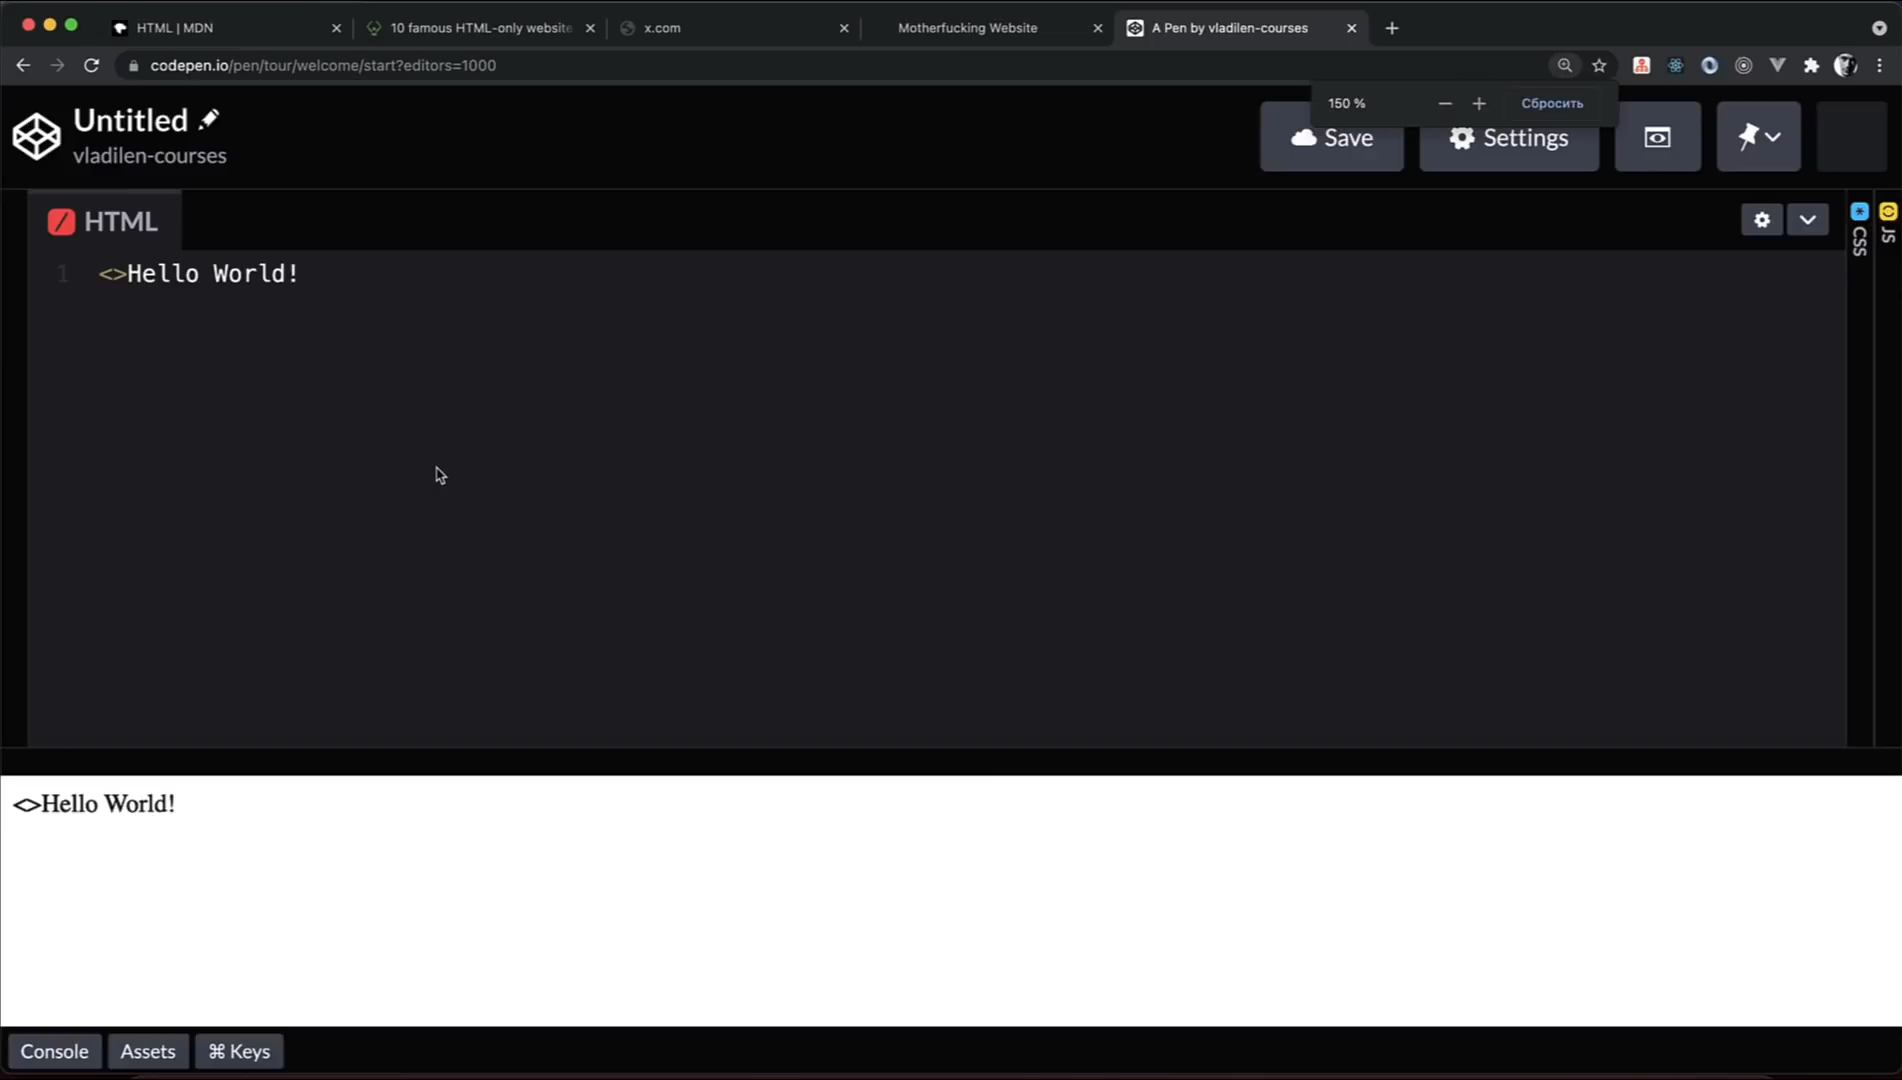 HTML | MDN
10 famous HTML-only website
x.com
Motherfucking Website
A Pen by vladilen-courses
codepen.io/pen/tour/welcome/start?editors=1000
150 %
Сбросить
Untitled
vladilen-courses
Save
Settings
HTML
CSS
JS
1 <>Hello World!
<>Hello World!
Console
Assets
⌘ Keys